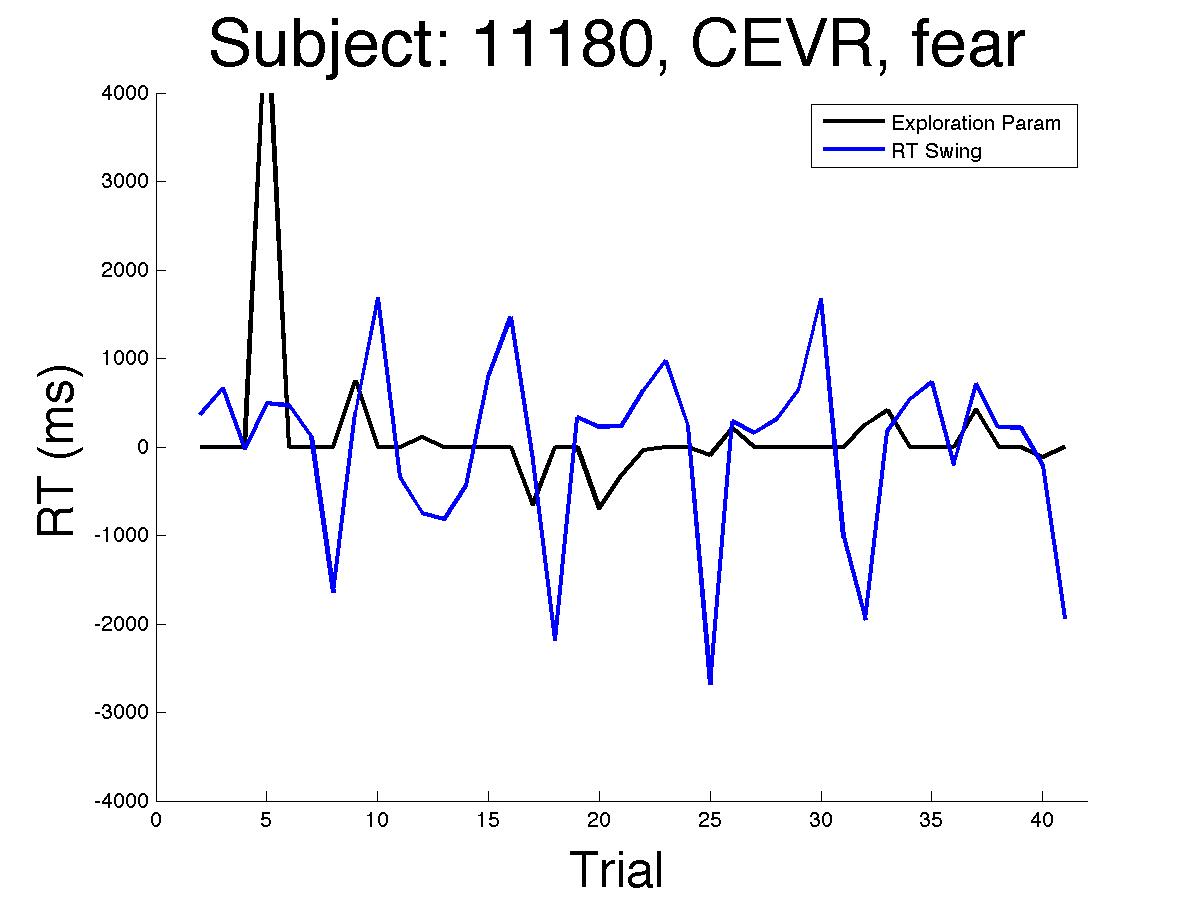 Subject: 11180, CEVR, fear
4000
3000
2000
1000
0
-1000
-2000
-3000
-4000
RT (ms)
Exploration Param
RT Swing
0 5 10 15 20 25 30 35 40
Trial